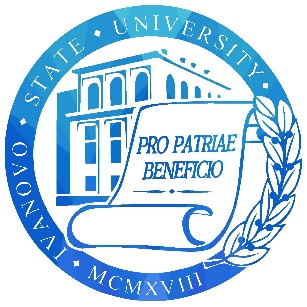 IVANOVO • STATE • UNIVERSITY •
PRO PATRIAE
BENEFICIO
• MCMXVIII